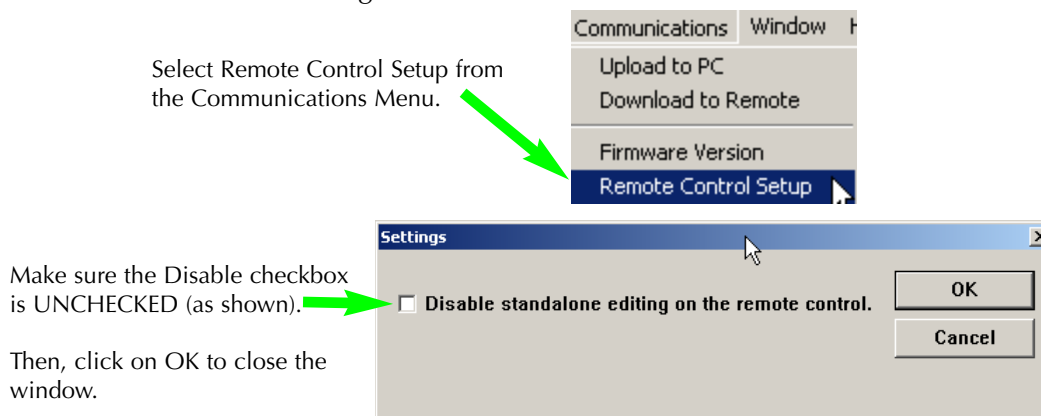 Communications Window
Select Remote Control Setup from
the Communications Menu.
Upload to PC
Download to Remote
Firmware Version
Remote Control Setup
Settings
Make sure the Disable checkbox
is UNCHECKED (as shown).
Disable standalone editing on the remote control.
OK
Cancel
Then, click on OK to close the
window.